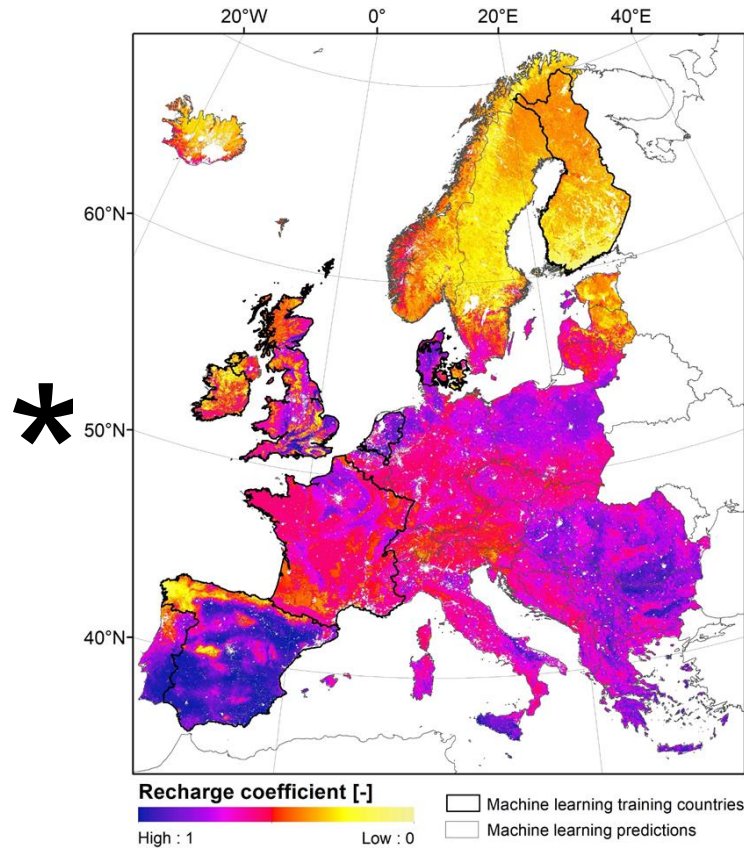 20°W 0° 20°E 40°E
60°N
50°N
40°N
*
Recharge coefficient [-]
High : 1 Low : 0
Machine learning training countries
Machine learning predictions